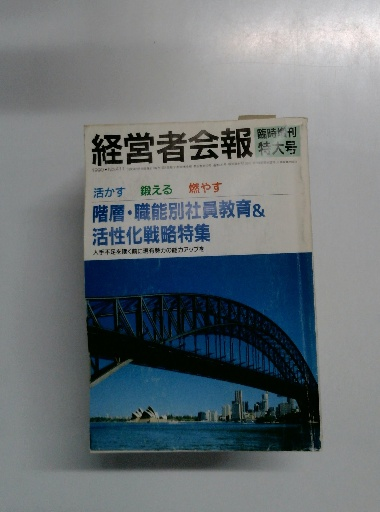 経営者会報
臨時増刊
特大号
活かす 鍛える 燃やす
階層・職能別社員教育&
活性化戦略特集